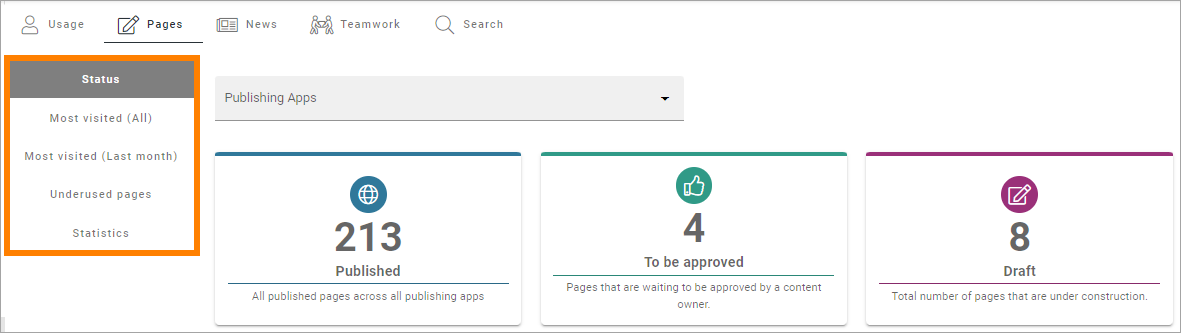 Usage Pages News Teamwork Search
Status
Most visited (All)
Most visited (Last month)
Underused pages
Statistics
Publishing Apps
213
Published
All published pages across all publishing apps
4
To be approved
Pages that are waiting to be approved by a content
owner.
8
Draft
Total number of pages that are under construction.